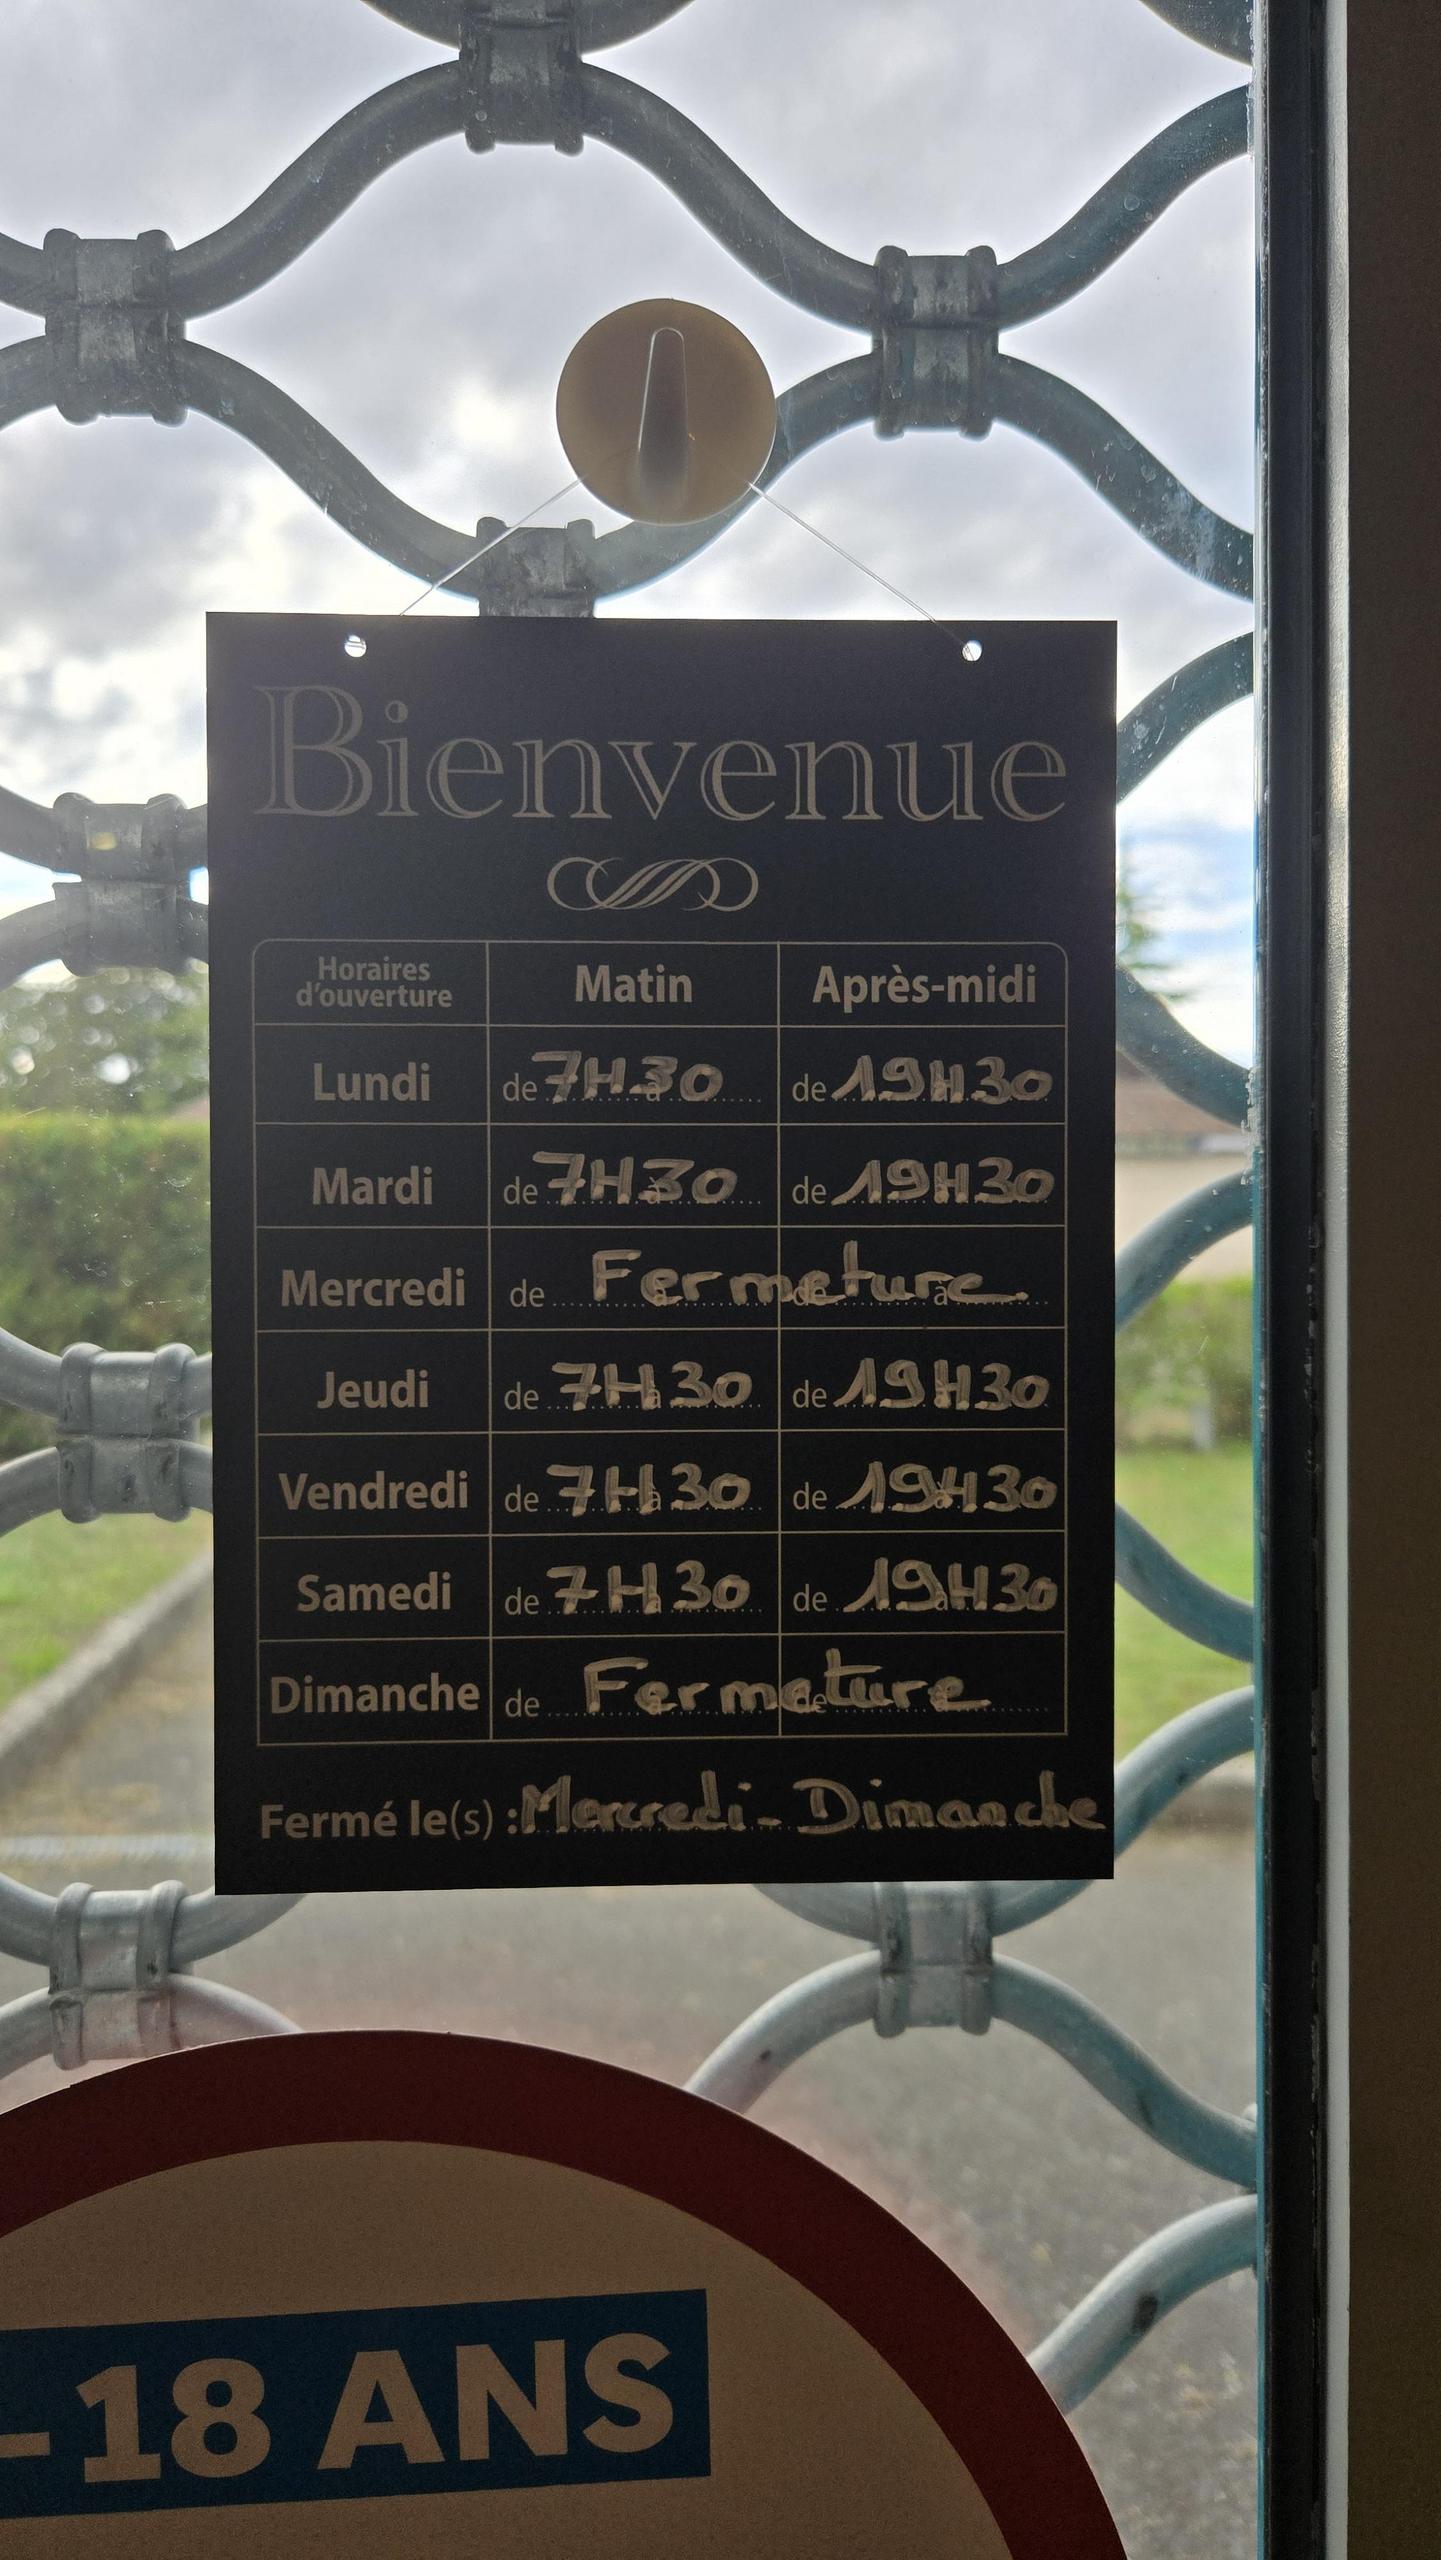 Bienvenue
Horaires d'ouverture Matin Après-midi
Lundi de 7H30 à de 19H30
Mardi de 7H30 à de 19H30
Mercredi de Fermeture à
Jeudi de 7H30 à de 19H30
Vendredi de 7H30 à de 19H30
Samedi de 7H30 à de 19H30
Dimanche de Fermeture
Fermé le(s) : Mercredi - Dimanche
-18 ANS